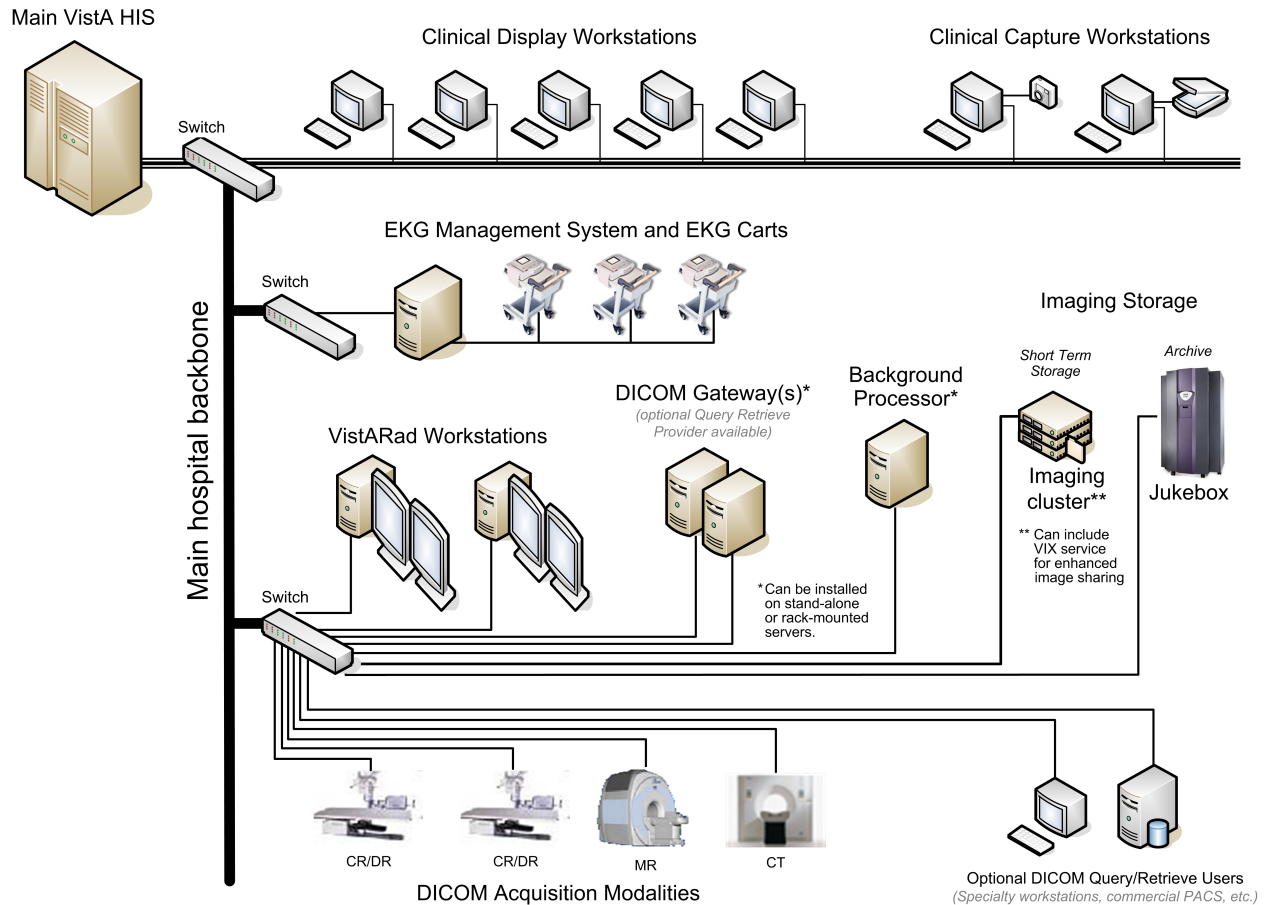 Main VistA HIS
Clinical Display Workstations
Clinical Capture Workstations
Switch
EKG Management System and EKG Carts
Switch
Main hospital backbone
Imaging Storage
Short Term
Storage
Archive
DICOM Gateway(s)*
(optional Query Retrieve
Provider available)
Background
Processor*
VistARad Workstations
Imaging
cluster**
Jukebox
** Can include
VIX service
for enhanced
image sharing
* Can be installed
on stand-alone
or rack-mounted
servers.
Switch
CR/DR
CR/DR
MR
CT
DICOM Acquisition Modalities
Optional DICOM Query/Retrieve Users
(Specialty workstations, commercial PACS, etc.)